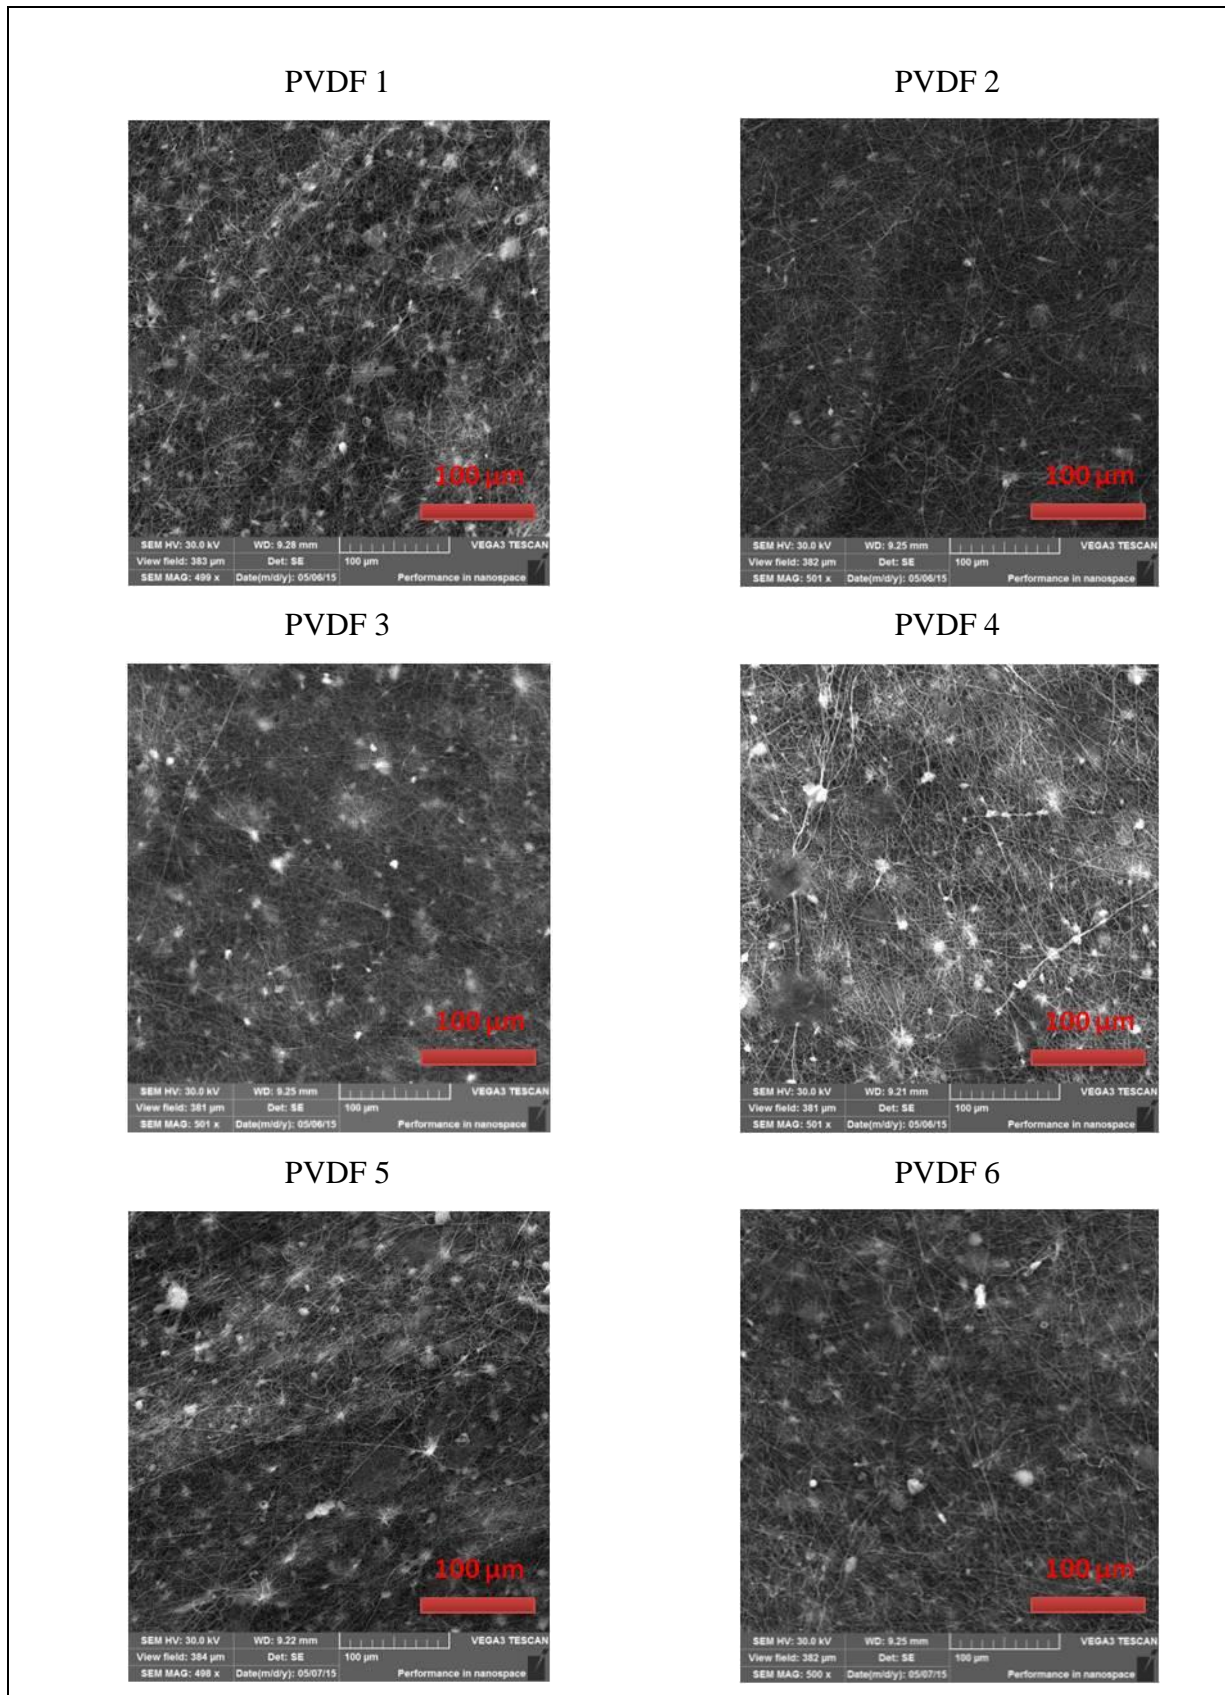 PVDF 1
PVDF 2
100 µm
100 µm
SEM HV: 30.0 kV WD: 9.28 mm VEGA3 TESCAN
View field: 383 µm Det: SE 100 µm
SEM MAG: 499 x Date(m/d/y): 05/06/15 Performance in nanospace
SEM HV: 30.0 kV WD: 9.25 mm VEGA3 TESCAN
View field: 382 µm Det: SE 100 µm
SEM MAG: 501 x Date(m/d/y): 05/06/15 Performance in nanospace
PVDF 3
PVDF 4
100 µm
100 µm
SEM HV: 30.0 kV WD: 9.25 mm VEGA3 TESCAN
View field: 381 µm Det: SE 100 µm
SEM MAG: 501 x Date(m/d/y): 05/06/15 Performance in nanospace
SEM HV: 30.0 kV WD: 9.21 mm VEGA3 TESCAN
View field: 381 µm Det: SE 100 µm
SEM MAG: 501 x Date(m/d/y): 05/06/15 Performance in nanospace
PVDF 5
PVDF 6
100 µm
100 µm
SEM HV: 30.0 kV WD: 9.22 mm VEGA3 TESCAN
View field: 384 µm Det: SE 100 µm
SEM MAG: 498 x Date(m/d/y): 05/07/15 Performance in nanospace
SEM HV: 30.0 kV WD: 9.25 mm VEGA3 TESCAN
View field: 382 µm Det: SE 100 µm
SEM MAG: 500 x Date(m/d/y): 05/07/15 Performance in nanospace